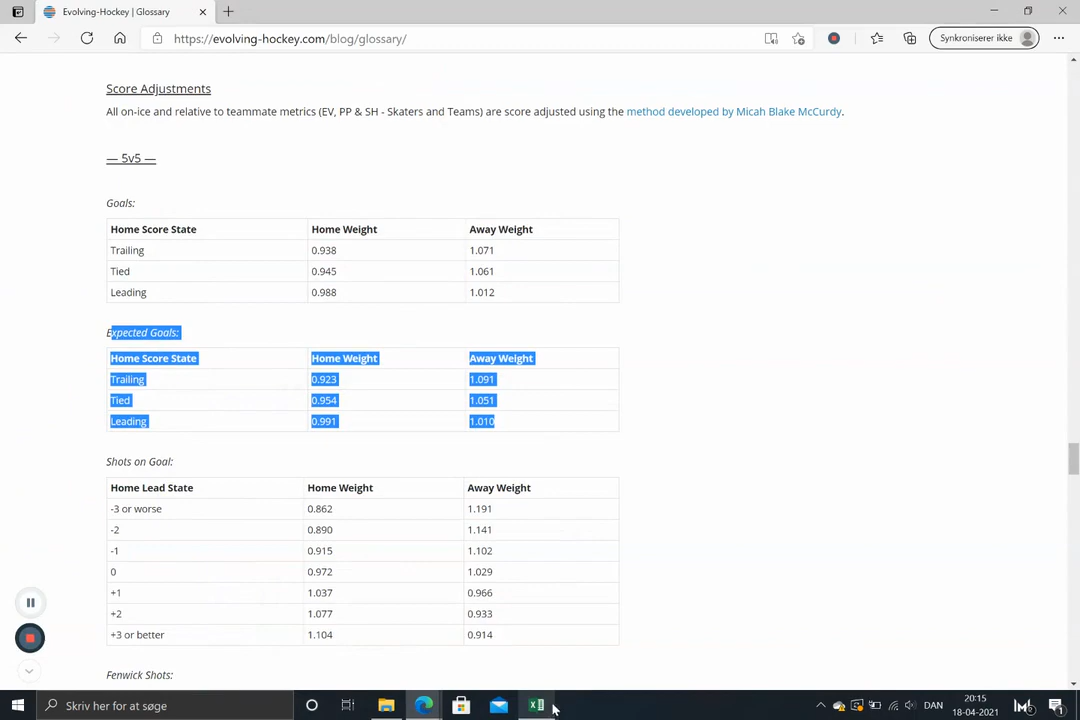 Evolving-Hockey | Glossary
https://evolving-hockey.com/blog/glossary/
Synkroniserer ikke
Score Adjustments
All on-ice and relative to teammate metrics (EV, PP & SH - Skaters and Teams) are score adjusted using the method developed by Micah Blake McCurdy.
— 5v5 —
Goals:
Home Score State Home Weight Away Weight
Trailing 0.938 1.071
Tied 0.945 1.061
Leading 0.988 1.012
Expected Goals:
Home Score State Home Weight Away Weight
Trailing 0.923 1.091
Tied 0.954 1.051
Leading 0.991 1.010
Shots on Goal:
Home Lead State Home Weight Away Weight
-3 or worse 0.862 1.191
-2 0.890 1.141
-1 0.915 1.102
0 0.972 1.029
+1 1.037 0.966
+2 1.077 0.933
+3 or better 1.104 0.914
Fenwick Shots:
Skriv her for at søge
DAN
20:15
18-04-2021